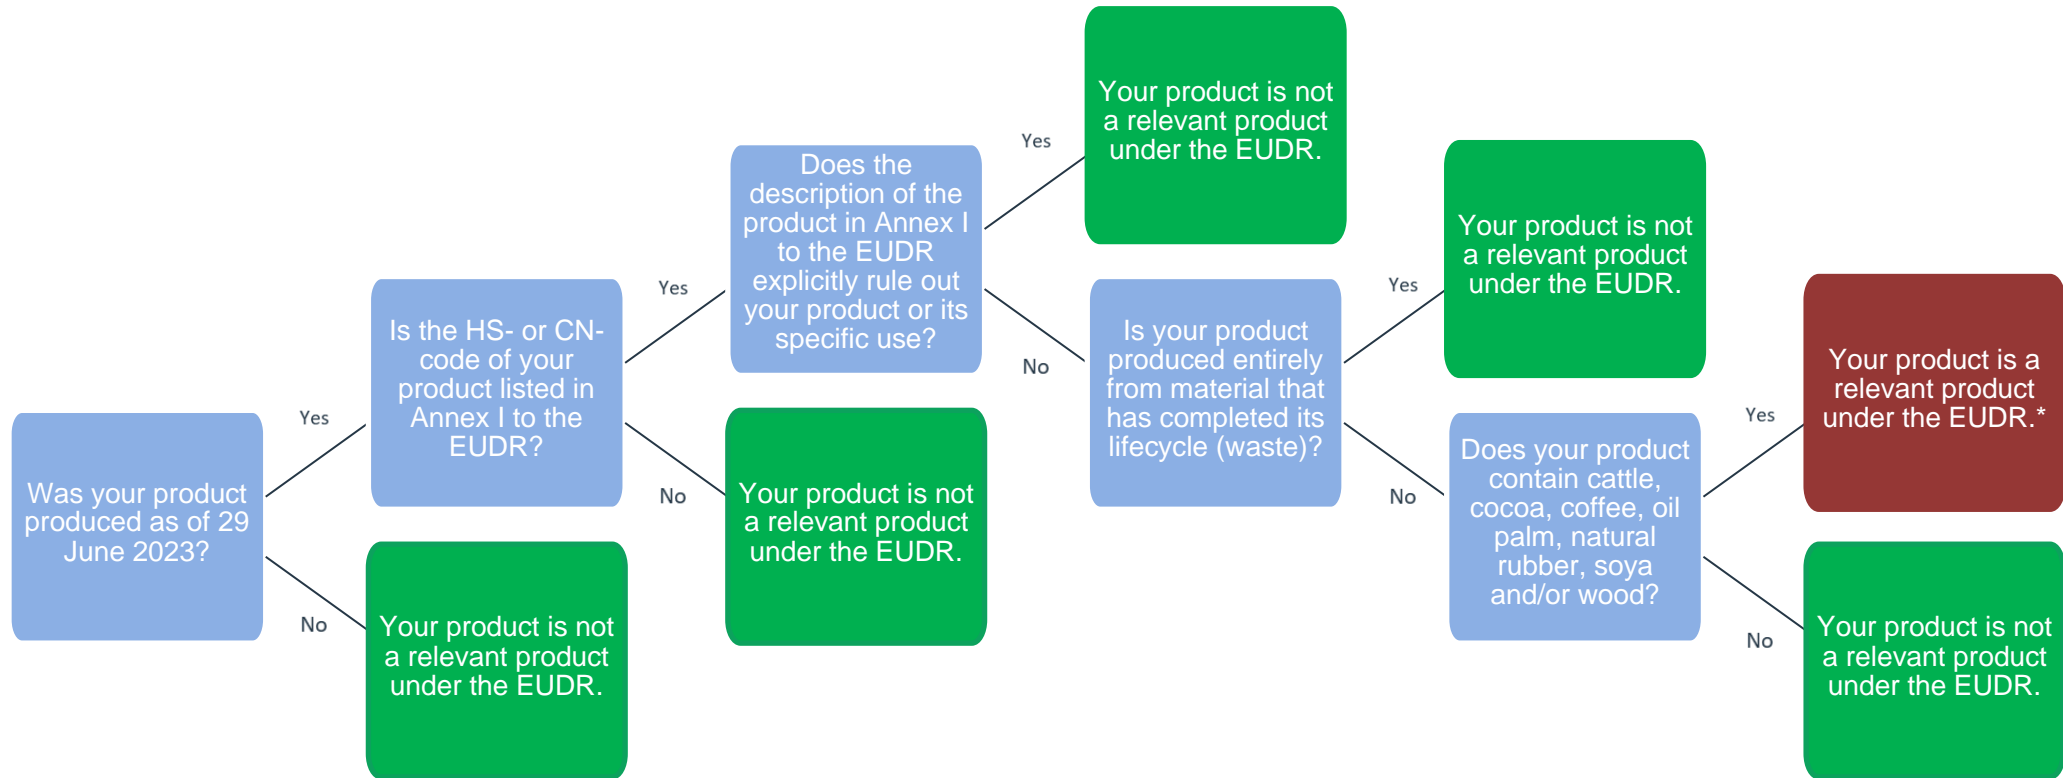 Was your product
produced as of 29
June 2023?
Yes
No
Is the HS- or CN-
code of your
product listed in
Annex I to the
EUDR?
Your product is not
a relevant product
under the EUDR.
Yes
No
Does the
description of the
product in Annex I
to the EUDR
explicitly rule out
your product or its
specific use?
Your product is not
a relevant product
under the EUDR.
Yes
No
Your product is not
a relevant product
under the EUDR.
Is your product
produced entirely
from material that
has completed its
lifecycle (waste)?
Yes
No
Your product is not
a relevant product
under the EUDR.
Does your product
contain cattle,
cocoa, coffee, oil
palm, natural
rubber, soya
and/or wood?
Yes
No
Your product is a
relevant product
under the EUDR.*
Your product is not
a relevant product
under the EUDR.